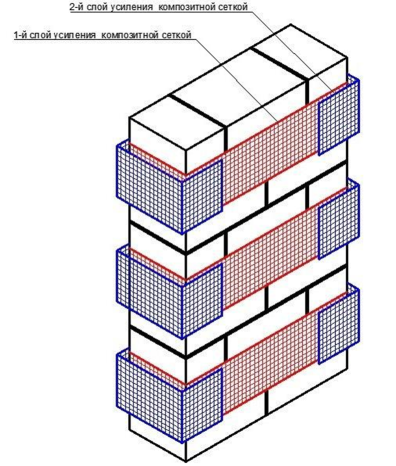 2-й слой усиления композитной сеткой
1-й слой усиления композитной сеткой